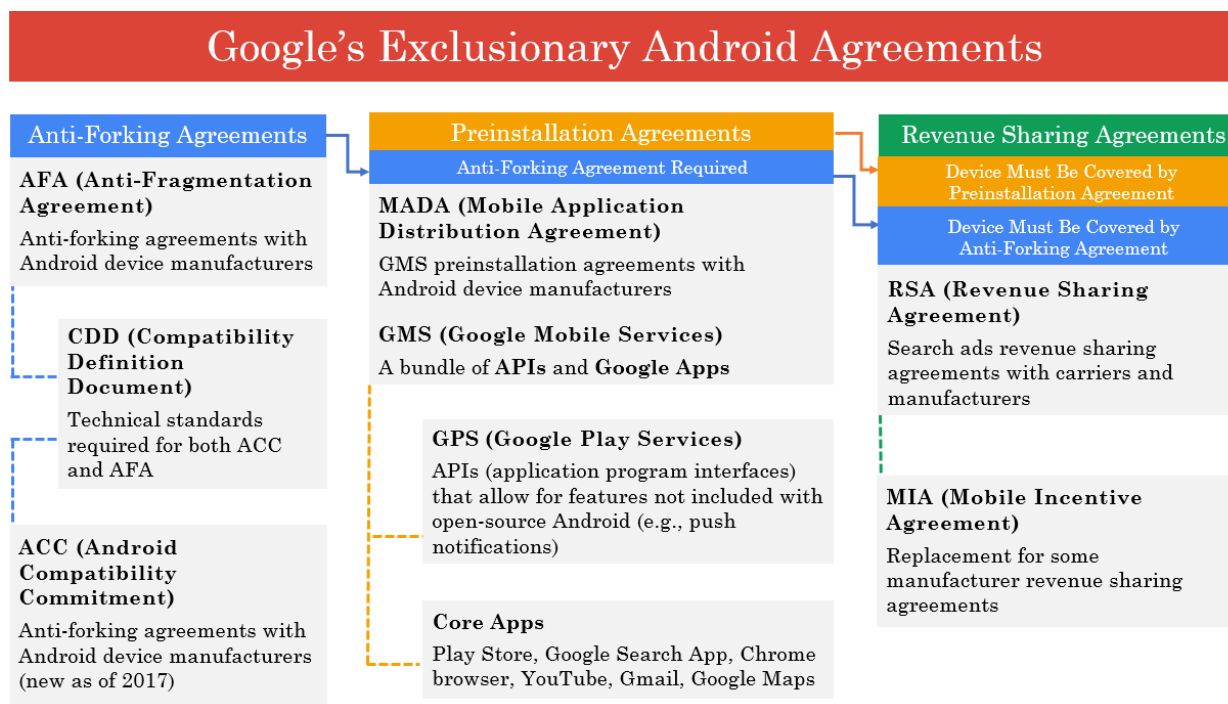 Google's Exclusionary Android Agreements
Anti-Forking Agreements
AFA (Anti-Fragmentation
Agreement)
Anti-forking agreements with
Android device manufacturers
CDD (Compatibility
Definition
Document)
Technical standards
required for both ACC
and AFA
ACC (Android
Compatibility
Commitment)
Anti-forking agreements with
Android device manufacturers
(new as of 2017)
Preinstallation Agreements
Anti-Forking Agreement Required
MADA (Mobile Application
Distribution Agreement)
GMS preinstallation agreements with
Android device manufacturers
GMS (Google Mobile Services)
A bundle of APIs and Google Apps
GPS (Google Play Services)
APIs (application program interfaces)
that allow for features not included with
open-source Android (e.g., push
notifications)
Core Apps
Play Store, Google Search App, Chrome
browser, YouTube, Gmail, Google Maps
Revenue Sharing Agreements
Device Must Be Covered by
Preinstallation Agreement
Device Must Be Covered by
Anti-Forking Agreement
RSA (Revenue Sharing
Agreement)
Search ads revenue sharing
agreements with carriers and
manufacturers
MIA (Mobile Incentive
Agreement)
Replacement for some
manufacturer revenue sharing
agreements